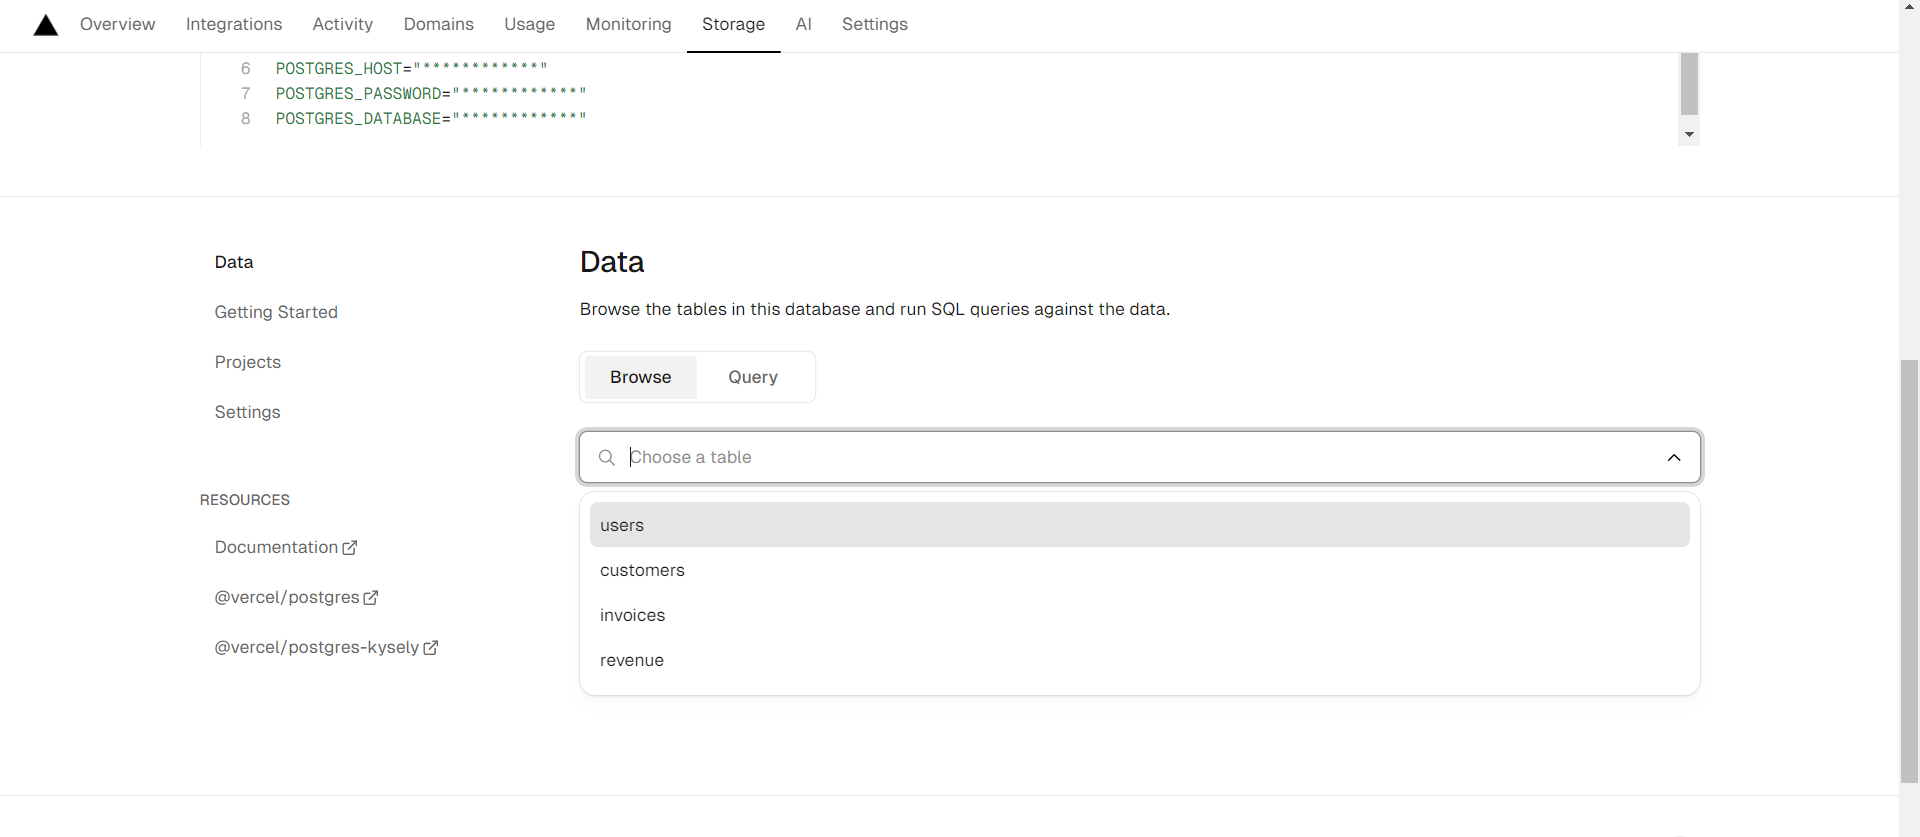 Overview Integrations Activity Domains Usage Monitoring Storage AI Settings
6 POSTGRES_HOST="************"
7 POSTGRES_PASSWORD="************"
8 POSTGRES_DATABASE="************"
Data
Getting Started
Projects
Settings
RESOURCES
Documentation
@vercel/postgres
@vercel/postgres-kysely
Data
Browse the tables in this database and run SQL queries against the data.
Browse Query
Choose a table
users
customers
invoices
revenue